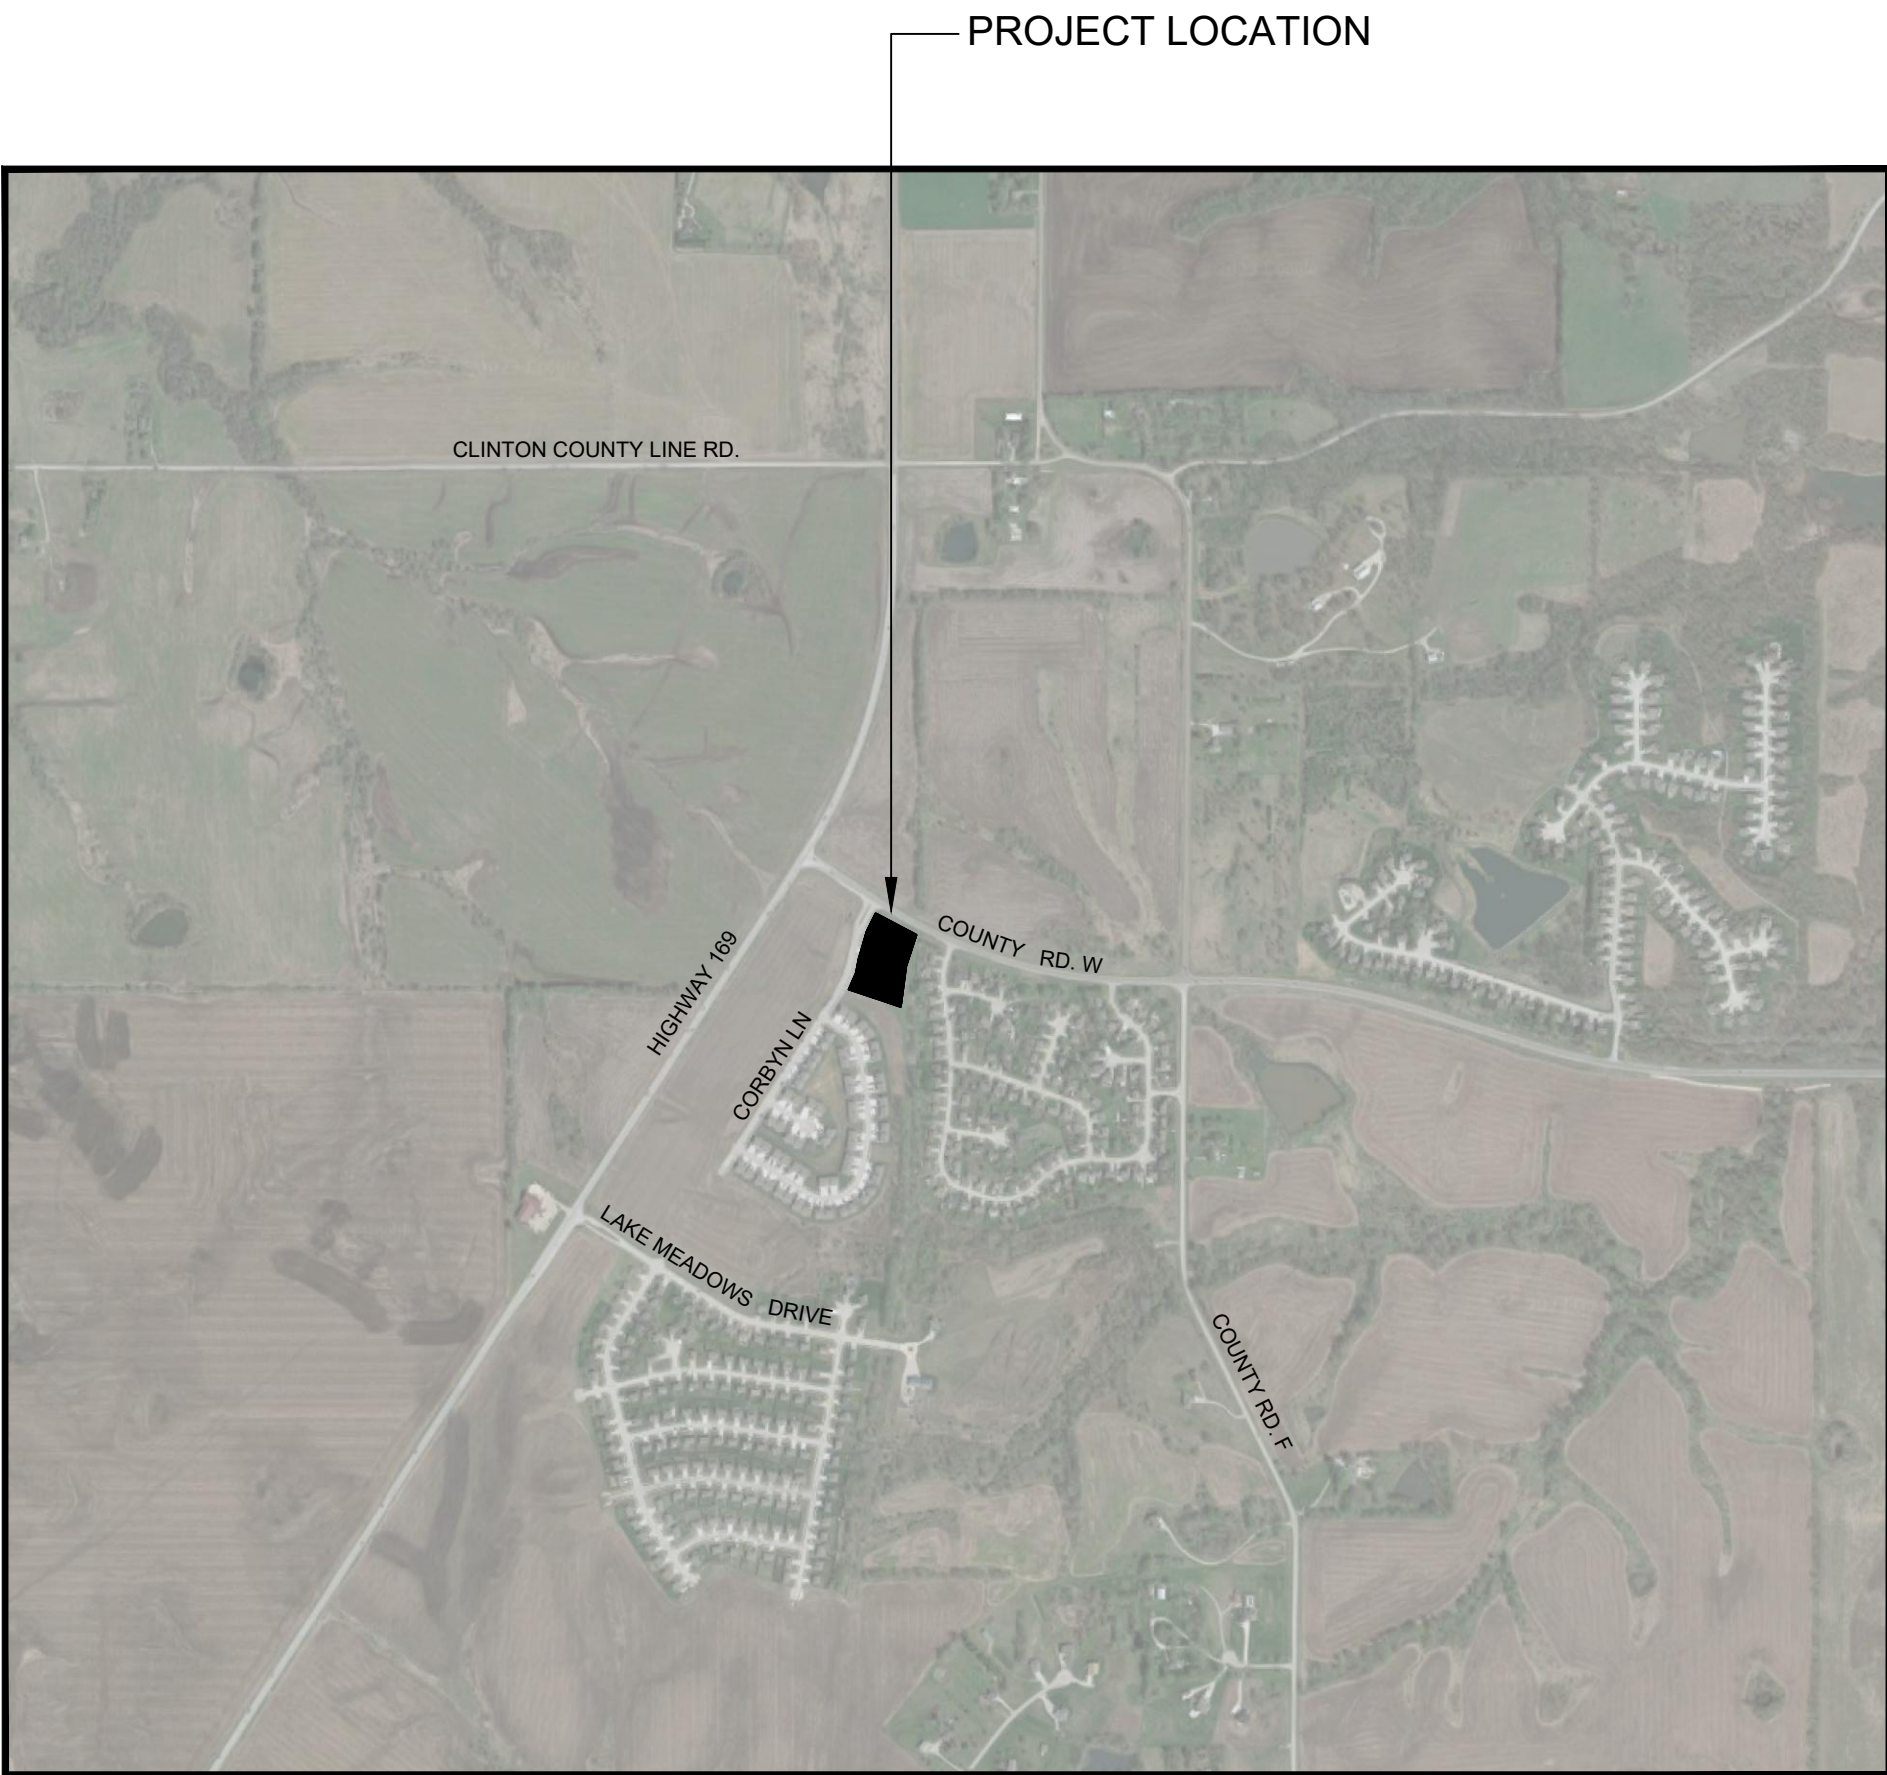 PROJECT LOCATION
CLINTON COUNTY LINE RD.
COUNTY RD. W
HIGHWAY 169
CORBYN LN
LAKE MEADOWS DRIVE
COUNTY RD. F